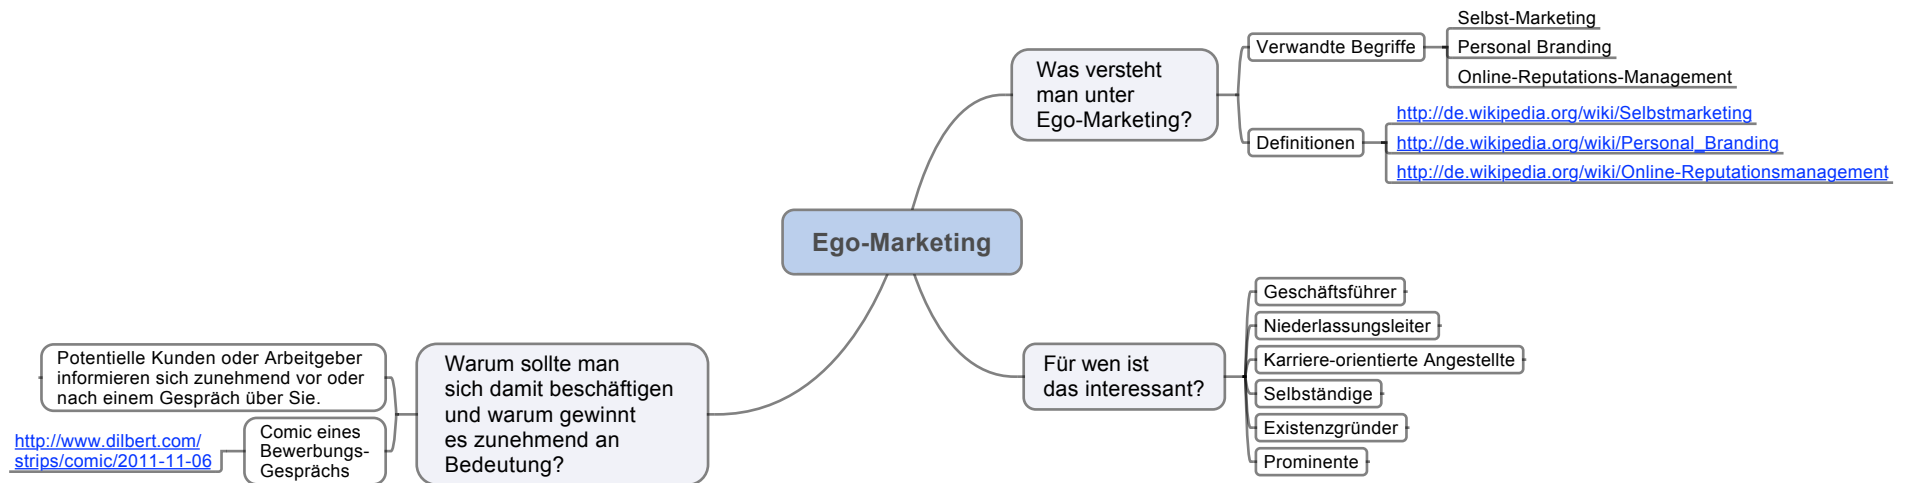 Ego-Marketing
Was versteht
man unter
Ego-Marketing?
Verwandte Begriffe
Selbst-Marketing
Personal Branding
Online-Reputations-Management
Definitionen
http://de.wikipedia.org/wiki/Selbstmarketing
http://de.wikipedia.org/wiki/Personal_Branding
http://de.wikipedia.org/wiki/Online-Reputationsmanagement
Für wen ist
das interessant?
Geschäftsführer
Niederlassungsleiter
Karriere-orientierte Angestellte
Selbständige
Existenzgründer
Prominente
Warum sollte man
sich damit beschäftigen
und warum gewinnt
es zunehmend an
Bedeutung?
Potentielle Kunden oder Arbeitgeber
informieren sich zunehmend vor oder
nach einem Gespräch über Sie.
Comic eines
Bewerbungs-
Gesprächs
http://www.dilbert.com/
strips/comic/2011-11-06